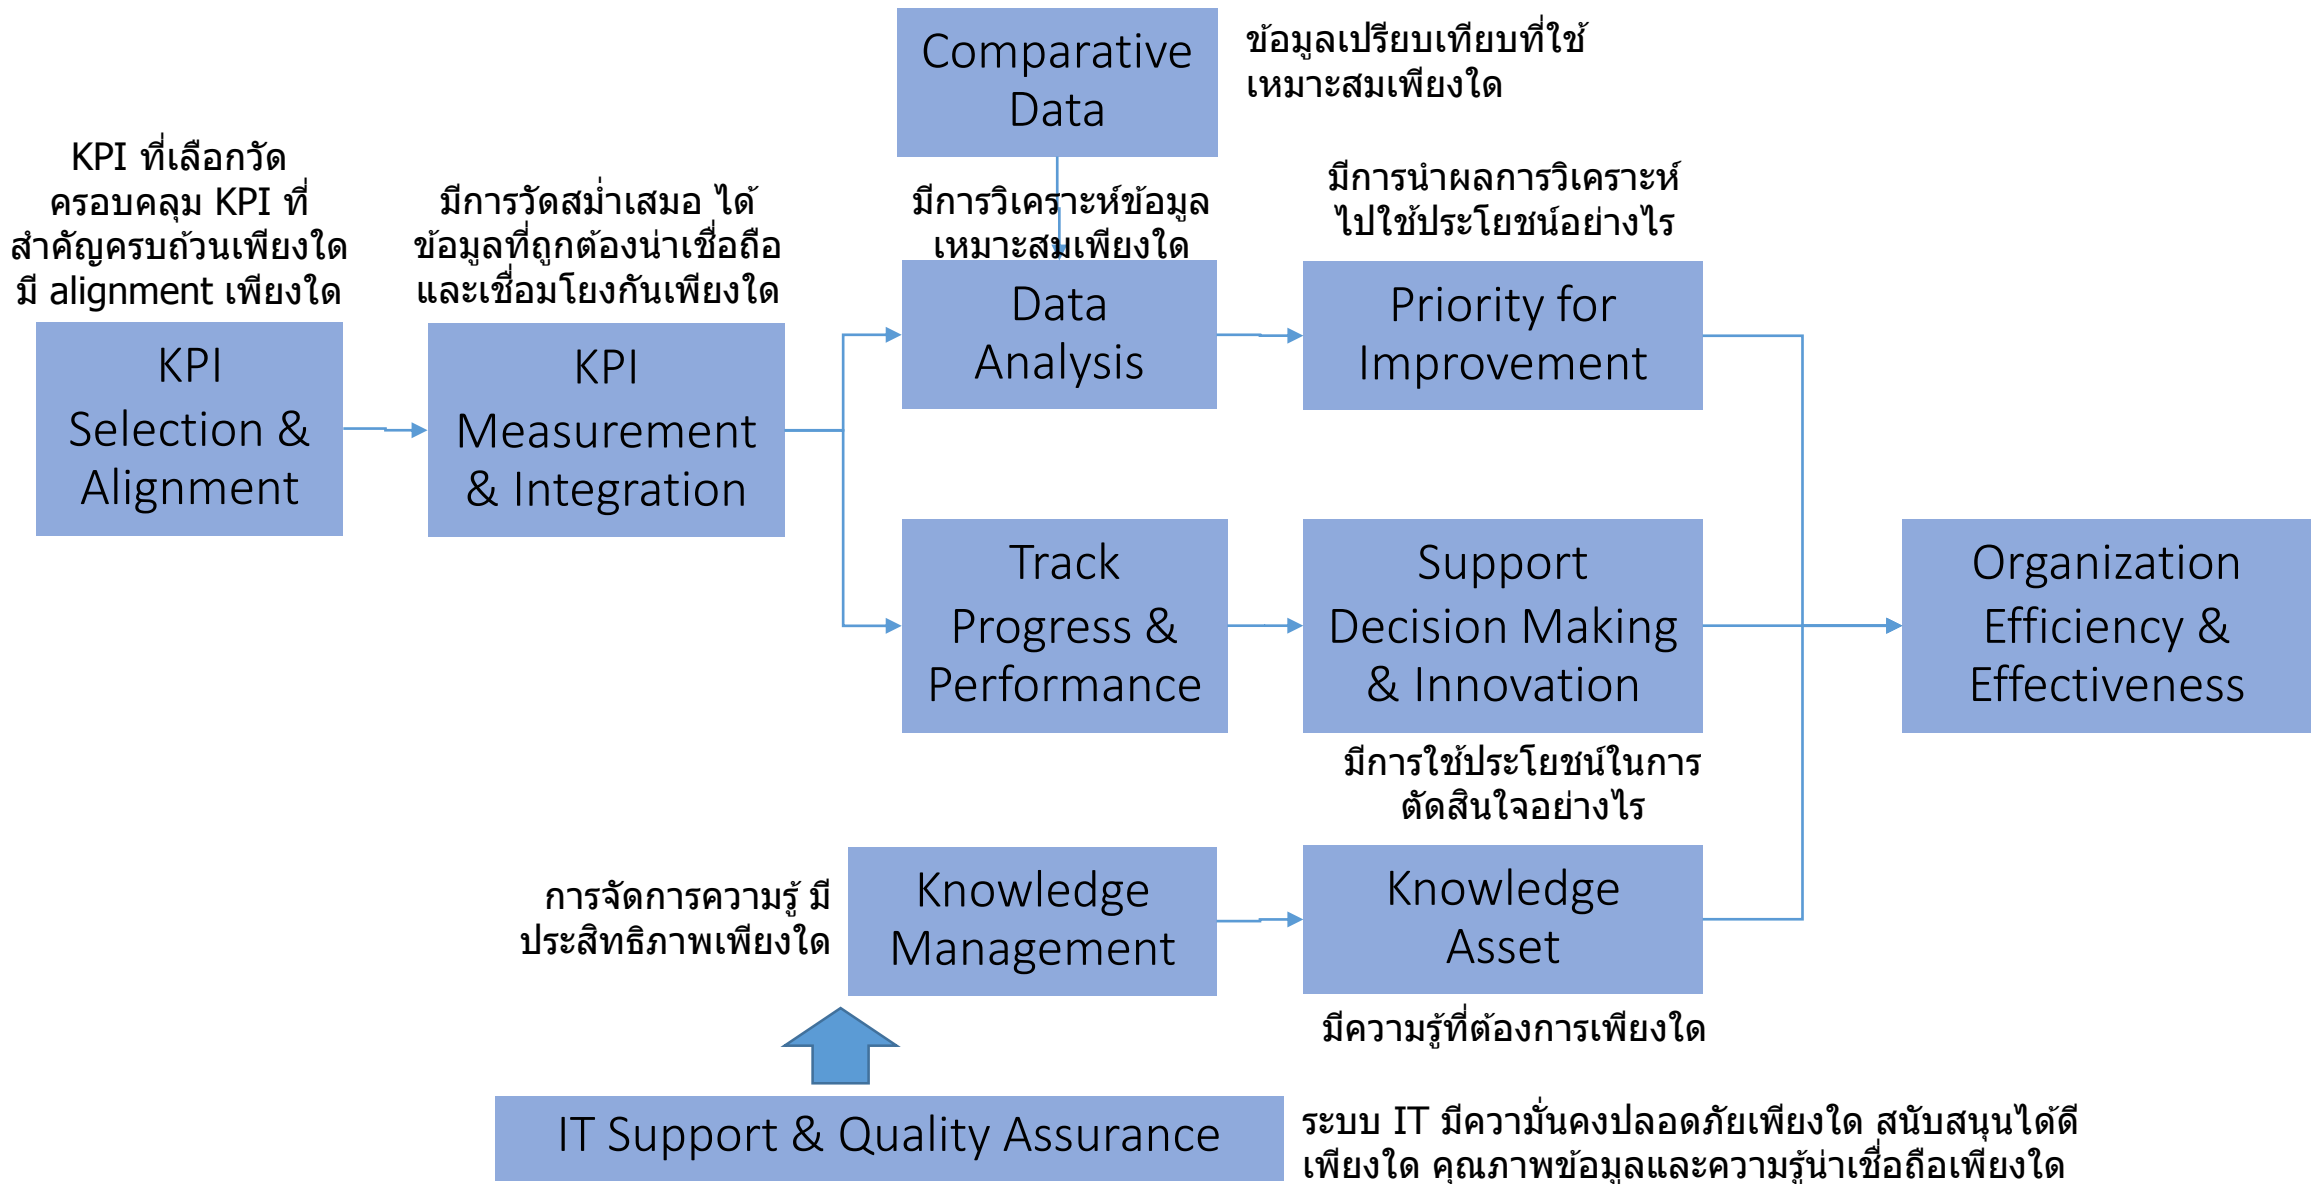 Comparative
Data
ข้อมูลเปรียบเทียบที่ใช้
เหมาะสมเพียงใด
KPI ที่เลือกวัด
ครอบคลุม KPI ที่
สำคัญครบถ้วนเพียงใด
มี alignment เพียงใด
KPI
Selection &
Alignment
มีการวัดสม่ำเสมอ ได้
ข้อมูลที่ถูกต้องน่าเชื่อถือ
และเชื่อมโยงกันเพียงใด
KPI
Measurement
& Integration
มีการวิเคราะห์ข้อมูล
เหมาะสมเพียงใด
Data
Analysis
มีการนำผลการวิเคราะห์
ไปใช้ประโยชน์อย่างไร
Priority for
Improvement
Track
Progress &
Performance
Support
Decision Making
& Innovation
มีการใช้ประโยชน์ในการ
ตัดสินใจอย่างไร
Organization
Efficiency &
Effectiveness
การจัดการความรู้ มี
ประสิทธิภาพเพียงใด
Knowledge
Management
Knowledge
Asset
มีความรู้ที่ต้องการเพียงใด
IT Support & Quality Assurance
ระบบ IT มีความั่นคงปลอดภัยเพียงใด สนับสนุนได้ดี
เพียงใด คุณภาพข้อมูลและความรู้น่าเชื่อถือเพียงใด